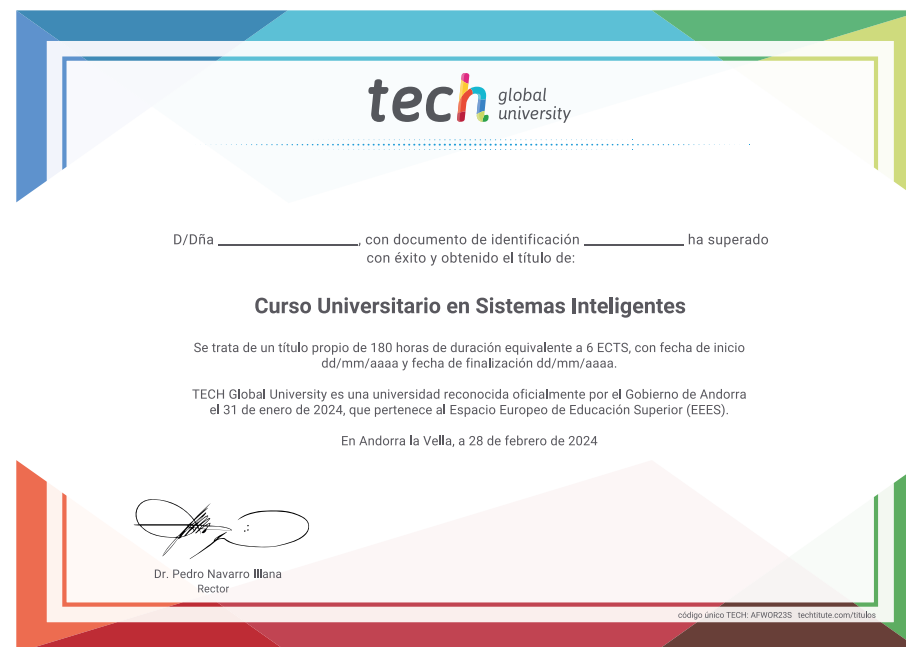 tech global university
D/Dña ____________________, con documento de identificación ______________ ha superado
con éxito y obtenido el título de:
Curso Universitario en Sistemas Inteligentes
Se trata de un título propio de 180 horas de duración equivalente a 6 ECTS, con fecha de inicio
dd/mm/aaaa y fecha de finalización dd/mm/aaaa.
TECH Global University es una universidad reconocida oficialmente por el Gobierno de Andorra
el 31 de enero de 2024, que pertenece al Espacio Europeo de Educación Superior (EEES).
En Andorra la Vella, a 28 de febrero de 2024
Dr. Pedro Navarro Illana
Rector
código único TECH: AFWOR23S techtitute.com/titulos